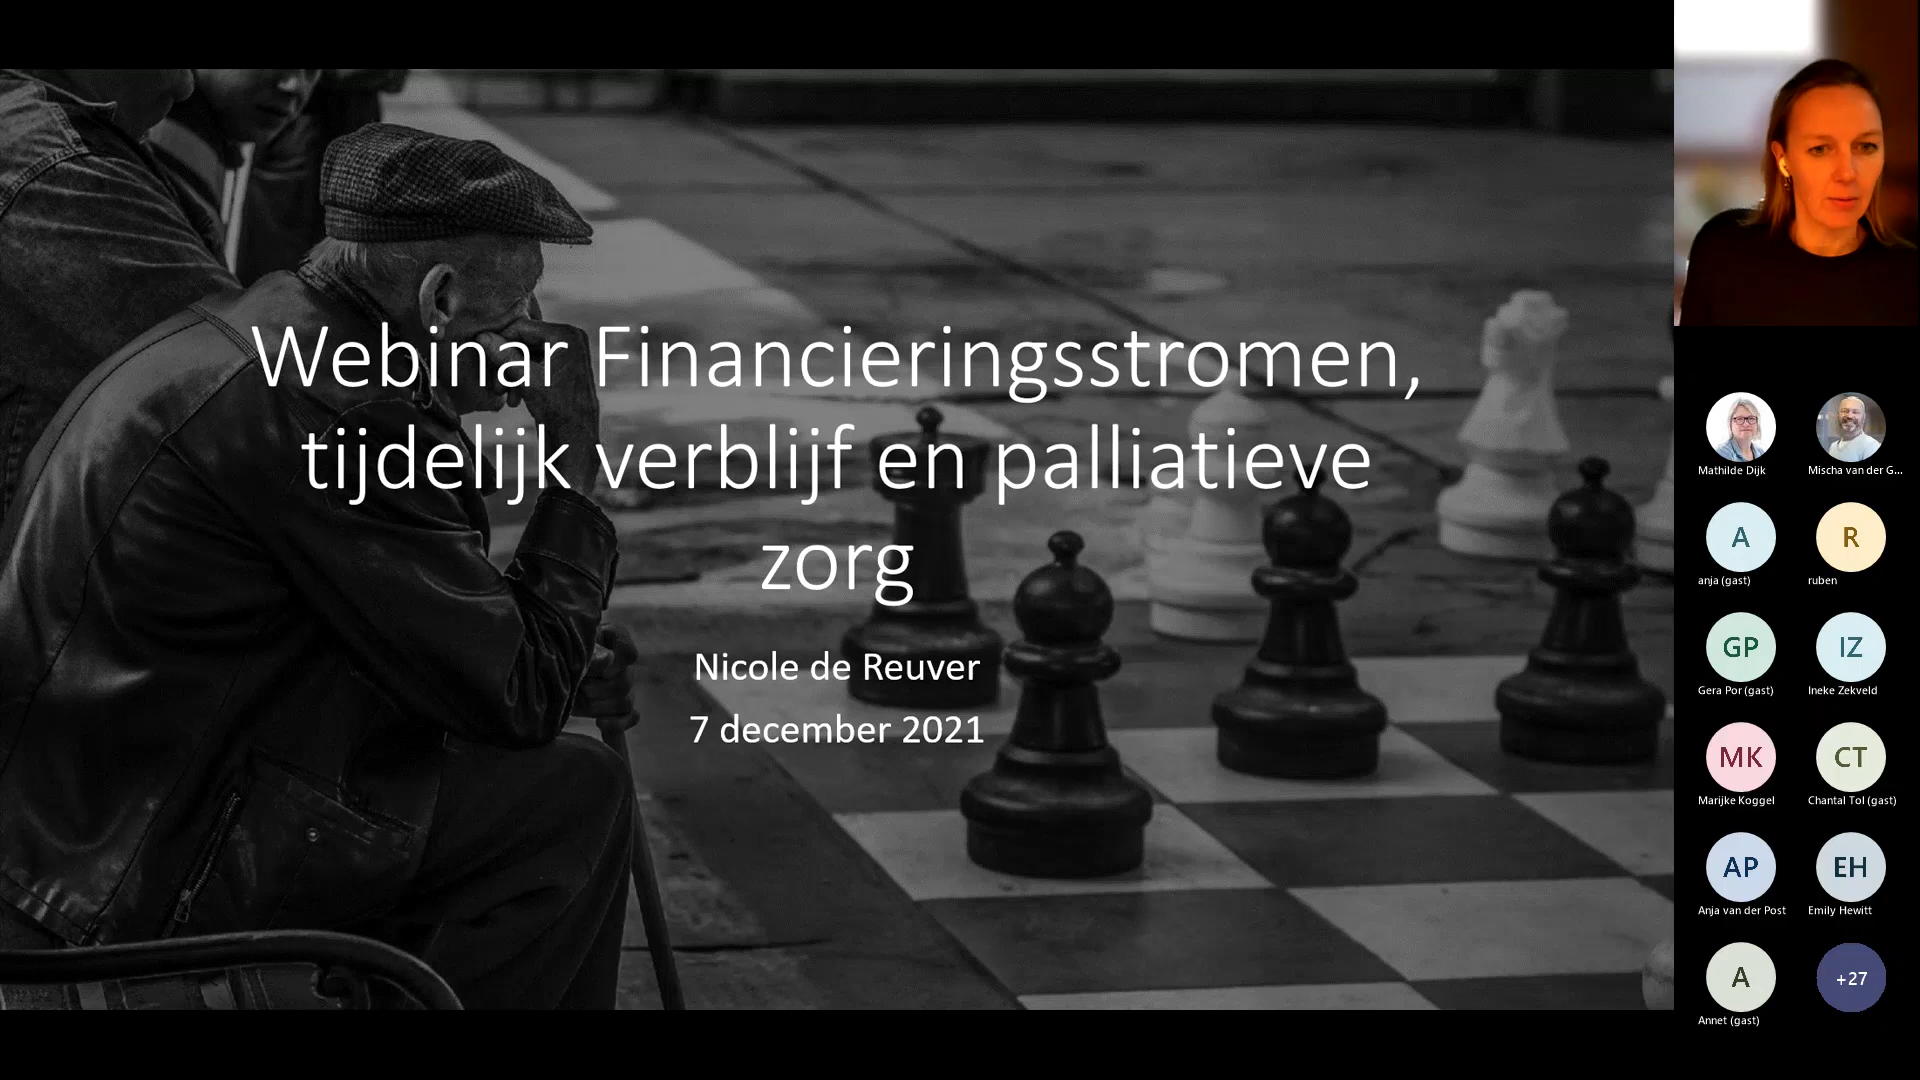 Webinar Financieringsstromen,
tijdelijk verblijf en palliatieve
zorg
Nicole de Reuver
7 december 2021
Mathilde Dijk
Mischa van der G...
A
anja (gast)
R
ruben
GP
Gera Por (gast)
IZ
Ineke Zekveld
MK
Marijke Koggel
CT
Chantal Tol (gast)
AP
Anja van der Post
EH
Emily Hewitt
A
Annet (gast)
+27